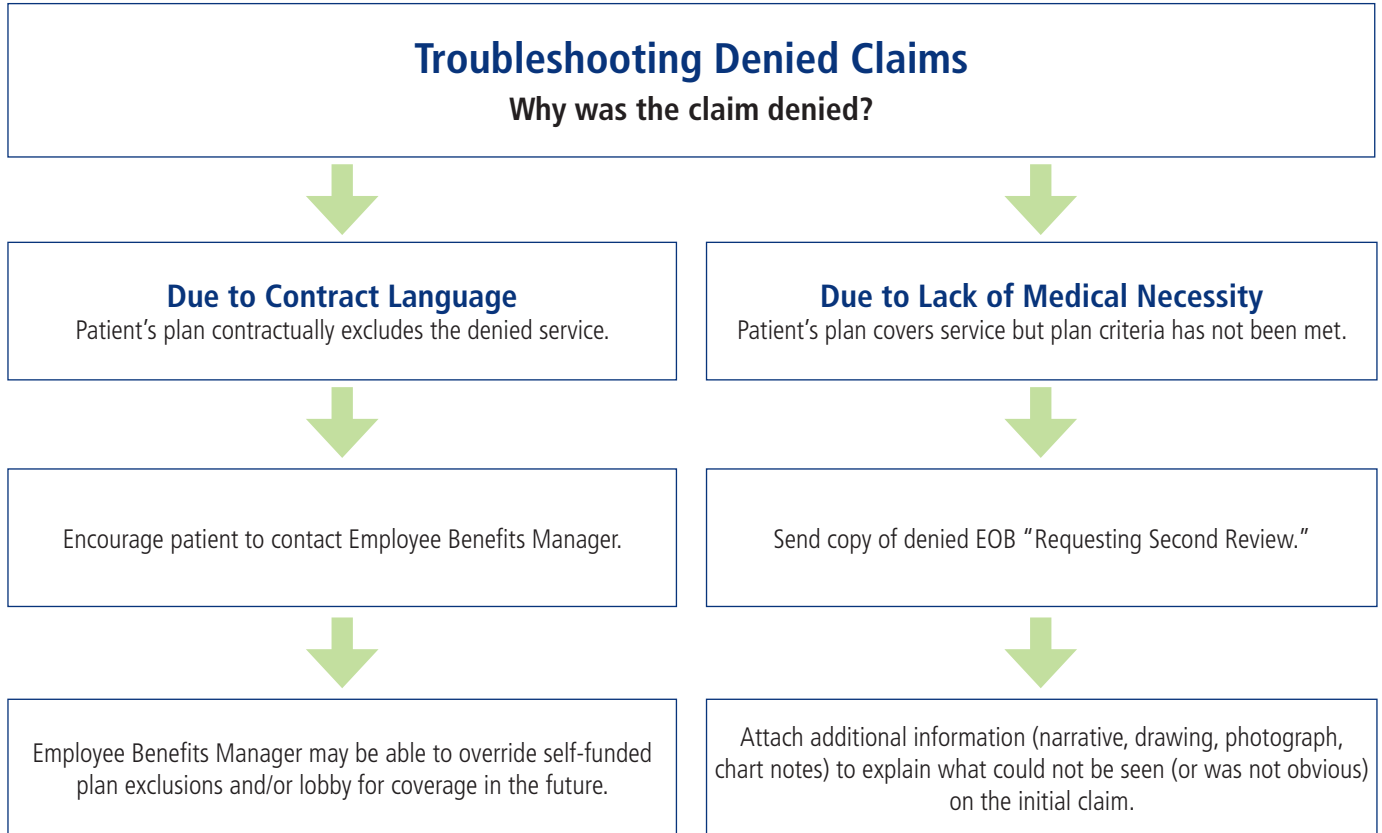 Troubleshooting Denied Claims
Why was the claim denied?
Due to Contract Language
Patient’s plan contractually excludes the denied service.
Due to Lack of Medical Necessity
Patient’s plan covers service but plan criteria has not been met.
Encourage patient to contact Employee Benefits Manager.
Send copy of denied EOB “Requesting Second Review.”
Employee Benefits Manager may be able to override self-funded
plan exclusions and/or lobby for coverage in the future.
Attach additional information (narrative, drawing, photograph,
chart notes) to explain what could not be seen (or was not obvious)
on the initial claim.